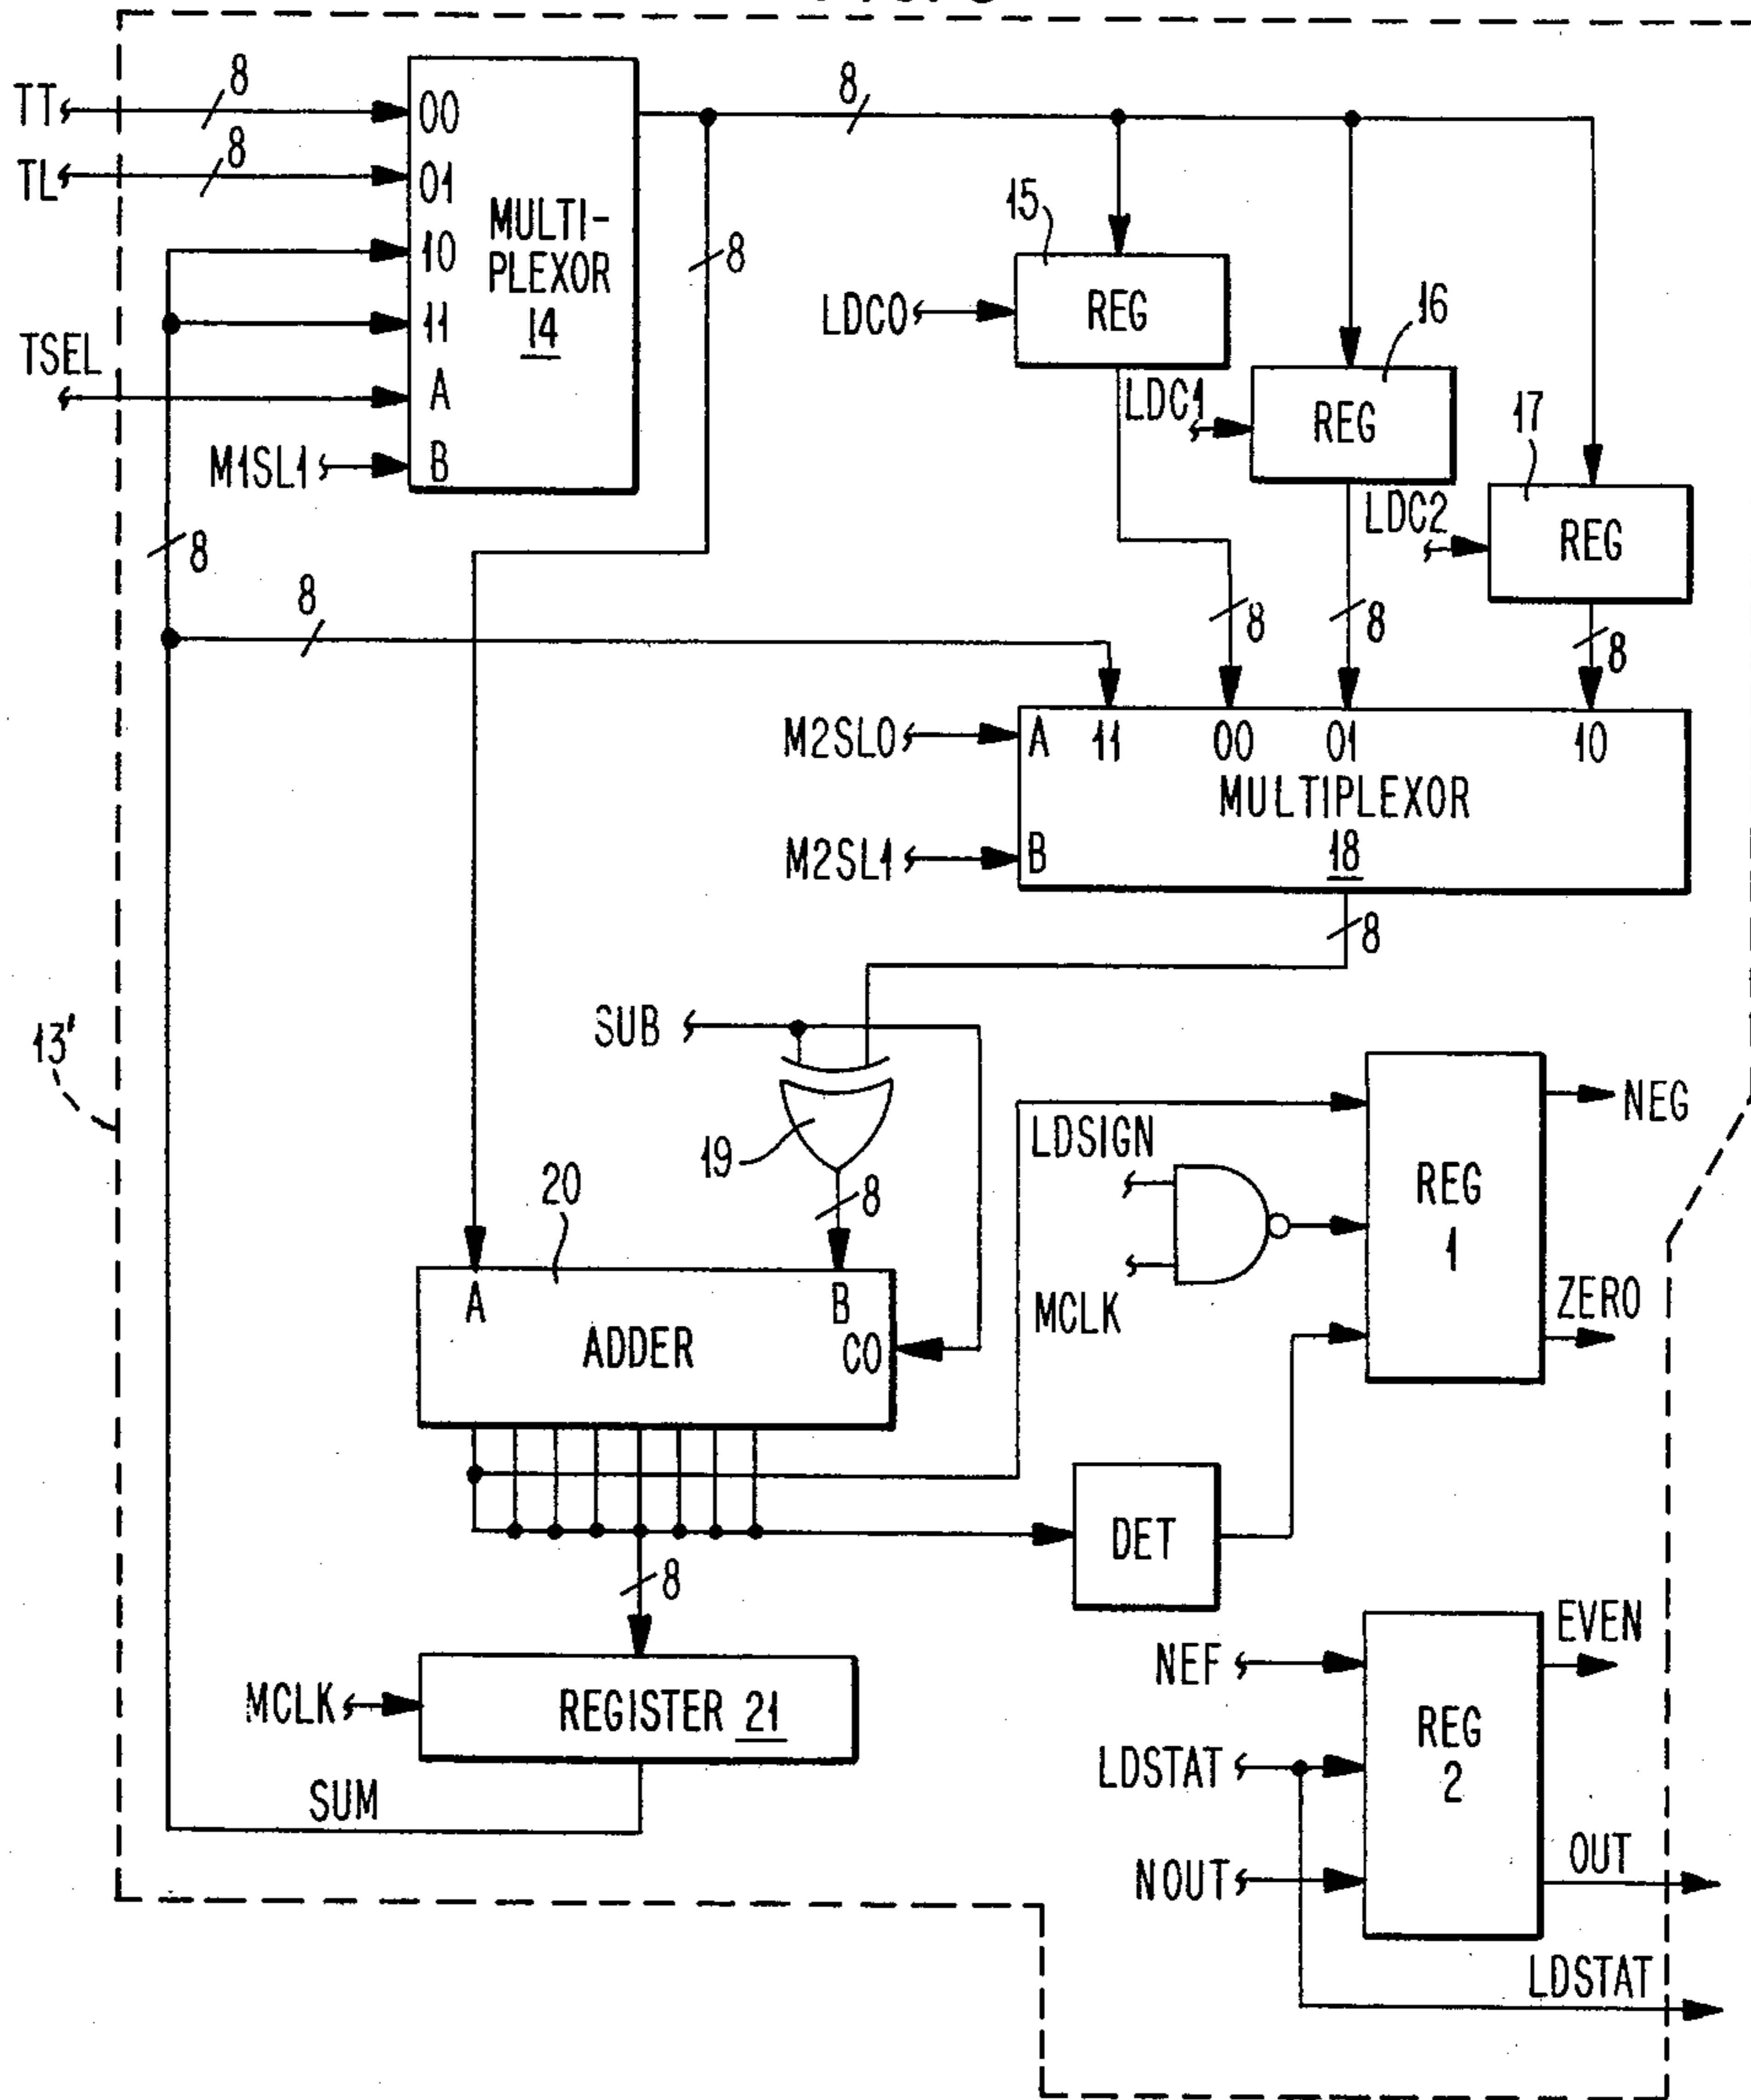 TT
8
00
8
TL
8
01
MULTI-
PLEXOR
14
10
11
TSEL
A
M1SL1
B
8
8
15
REG
LDC0
16
LDC1
REG
17
LDC2
REG
8
8
8
8
8
M2SL0
A
11
00
01
10
MULTIPLEXOR
18
M2SL1
B
8
SUB
13'
19
8
20
A
B
ADDER
C0
LDSIGN
MCLK
REG
1
NEG
ZERO
DET
8
MCLK
REGISTER 21
SUM
NEF
EVEN
LDSTAT
REG
2
NOUT
OUT
LDSTAT